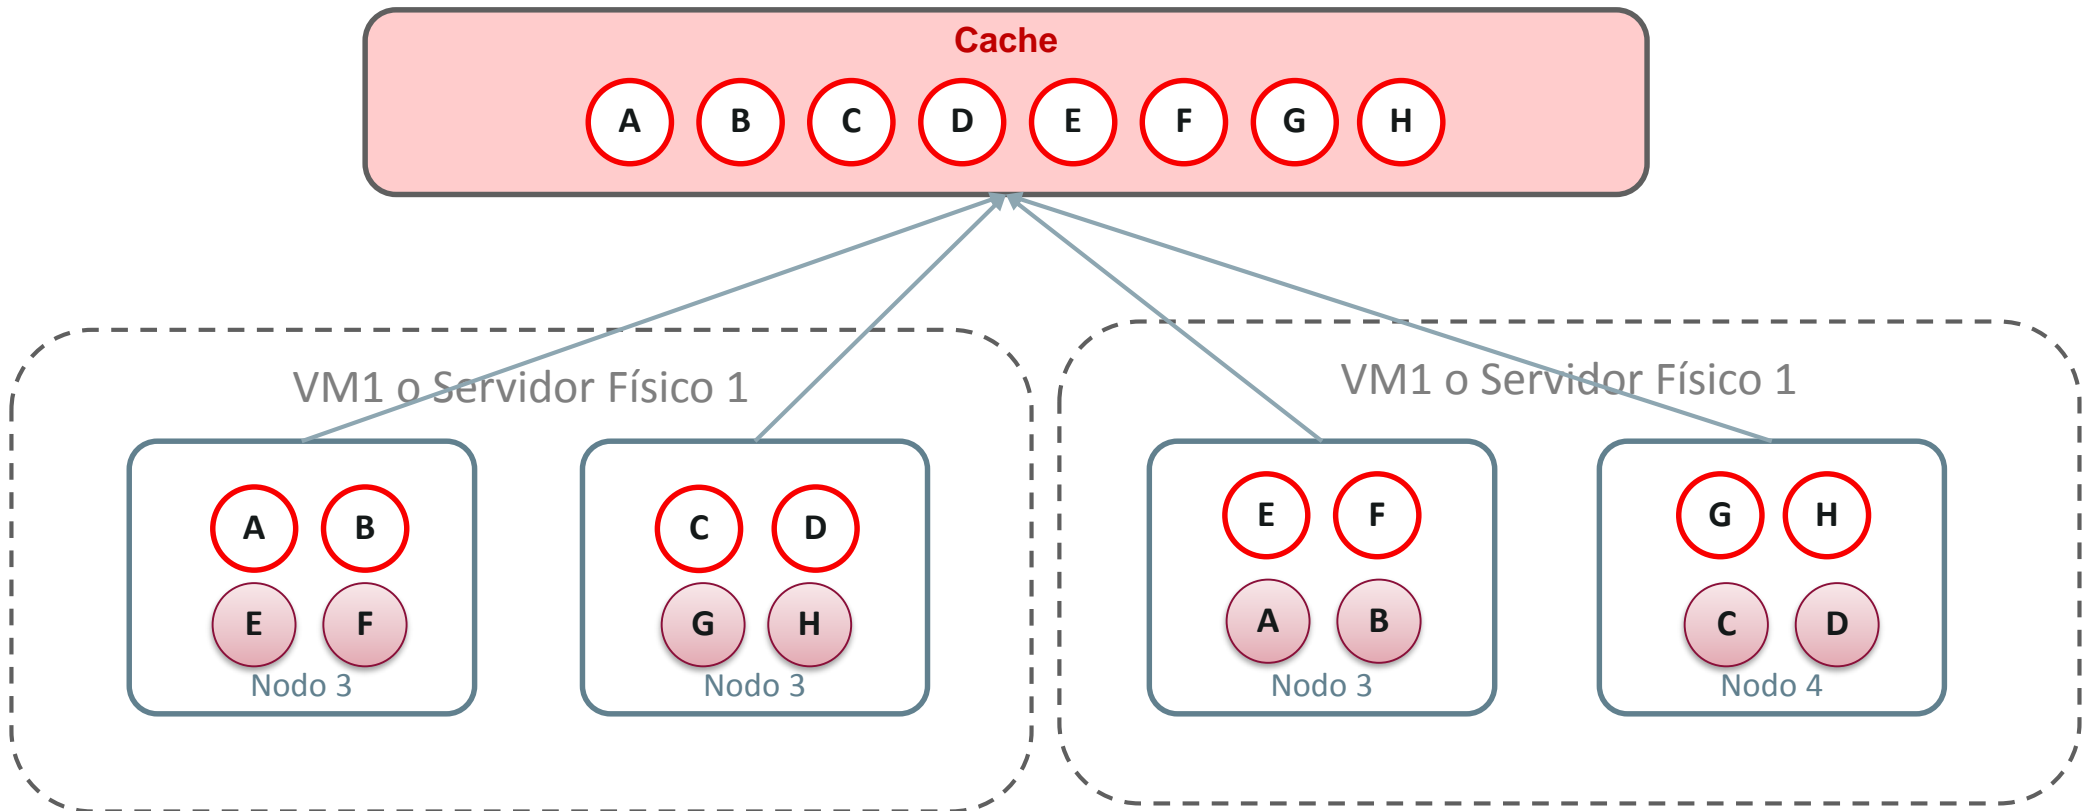 Cache
A B C D E F G H
VM1 o Servidor Físico 1
A B
E F
Nodo 3
C D
G H
Nodo 3
VM1 o Servidor Físico 1
E F
A B
Nodo 3
G H
C D
Nodo 4